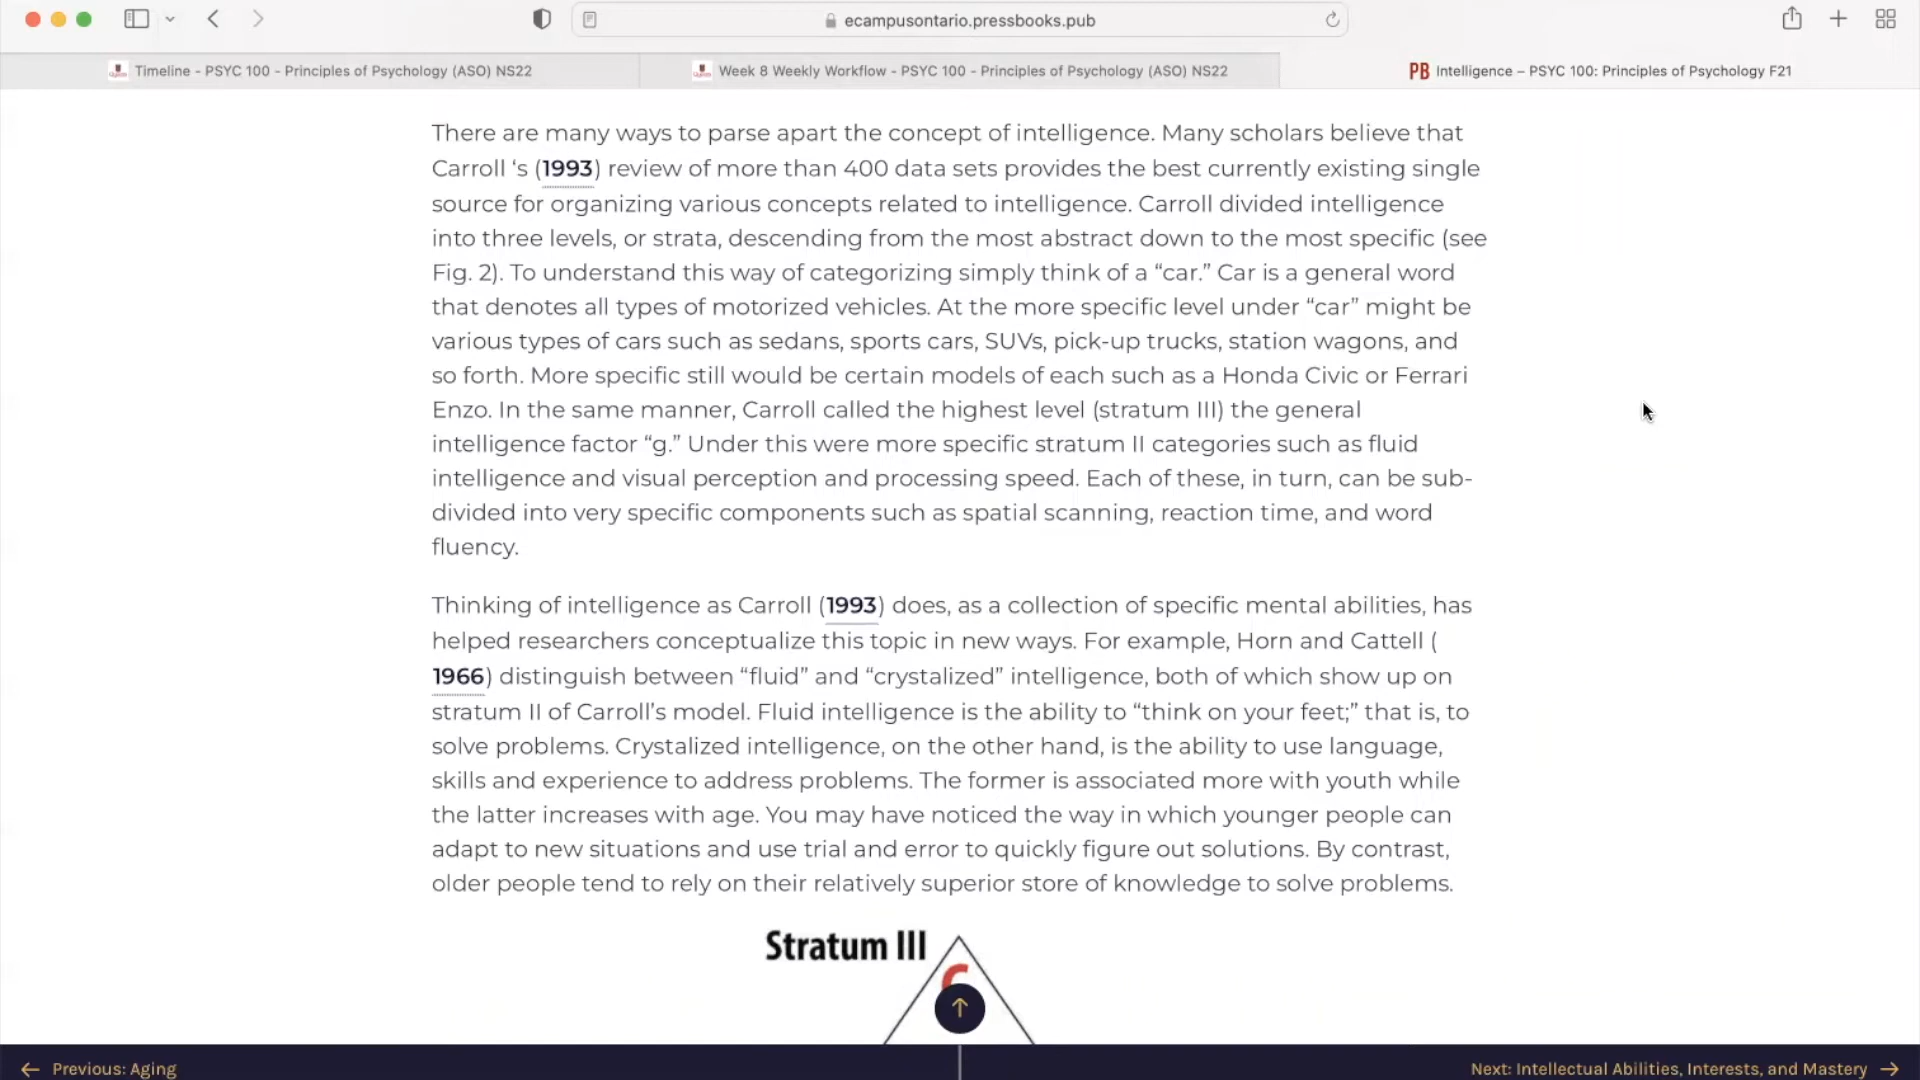 ecampusontario.pressbooks.pub
Timeline - PSYC 100 - Principles of Psychology (ASO) NS22
Week 8 Weekly Workflow - PSYC 100 - Principles of Psychology (ASO) NS22
PB Intelligence – PSYC 100: Principles of Psychology F21
There are many ways to parse apart the concept of intelligence. Many scholars believe that
Carroll ‘s (1993) review of more than 400 data sets provides the best currently existing single
source for organizing various concepts related to intelligence. Carroll divided intelligence
into three levels, or strata, descending from the most abstract down to the most specific (see
Fig. 2). To understand this way of categorizing simply think of a “car.” Car is a general word
that denotes all types of motorized vehicles. At the more specific level under “car” might be
various types of cars such as sedans, sports cars, SUVs, pick-up trucks, station wagons, and
so forth. More specific still would be certain models of each such as a Honda Civic or Ferrari
Enzo. In the same manner, Carroll called the highest level (stratum III) the general
intelligence factor “g.” Under this were more specific stratum II categories such as fluid
intelligence and visual perception and processing speed. Each of these, in turn, can be sub-
divided into very specific components such as spatial scanning, reaction time, and word
fluency.
Thinking of intelligence as Carroll (1993) does, as a collection of specific mental abilities, has
helped researchers conceptualize this topic in new ways. For example, Horn and Cattell (
1966) distinguish between “fluid” and “crystalized” intelligence, both of which show up on
stratum II of Carroll’s model. Fluid intelligence is the ability to “think on your feet;” that is, to
solve problems. Crystalized intelligence, on the other hand, is the ability to use language,
skills and experience to address problems. The former is associated more with youth while
the latter increases with age. You may have noticed the way in which younger people can
adapt to new situations and use trial and error to quickly figure out solutions. By contrast,
older people tend to rely on their relatively superior store of knowledge to solve problems.
Stratum III
← Previous: Aging
Next: Intellectual Abilities, Interests, and Mastery →